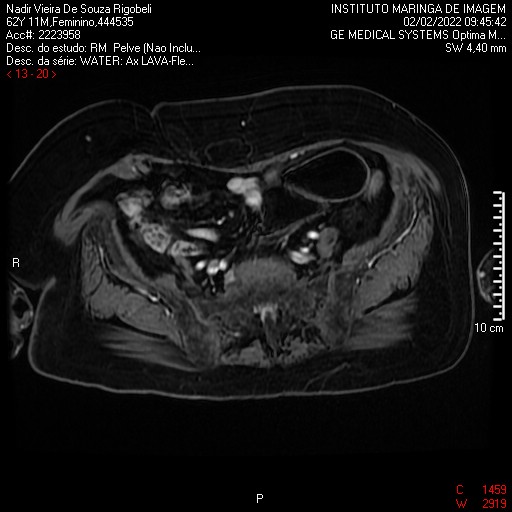 Nadir Vieira De Souza Rigobeli
62Y 11M,Feminino,444535
Acc#: 2223958
Desc. do estudo: RM Pelve (Nao Inclu...
Desc. da série: WATER: Ax LAVA-Fle...
< 13 - 20 >
INSTITUTO MARINGA DE IMAGEM
02/02/2022 09:45:42
GE MEDICAL SYSTEMS Optima M...
SW 4,40 mm
R
10 cm
P
C 1459
W 2919